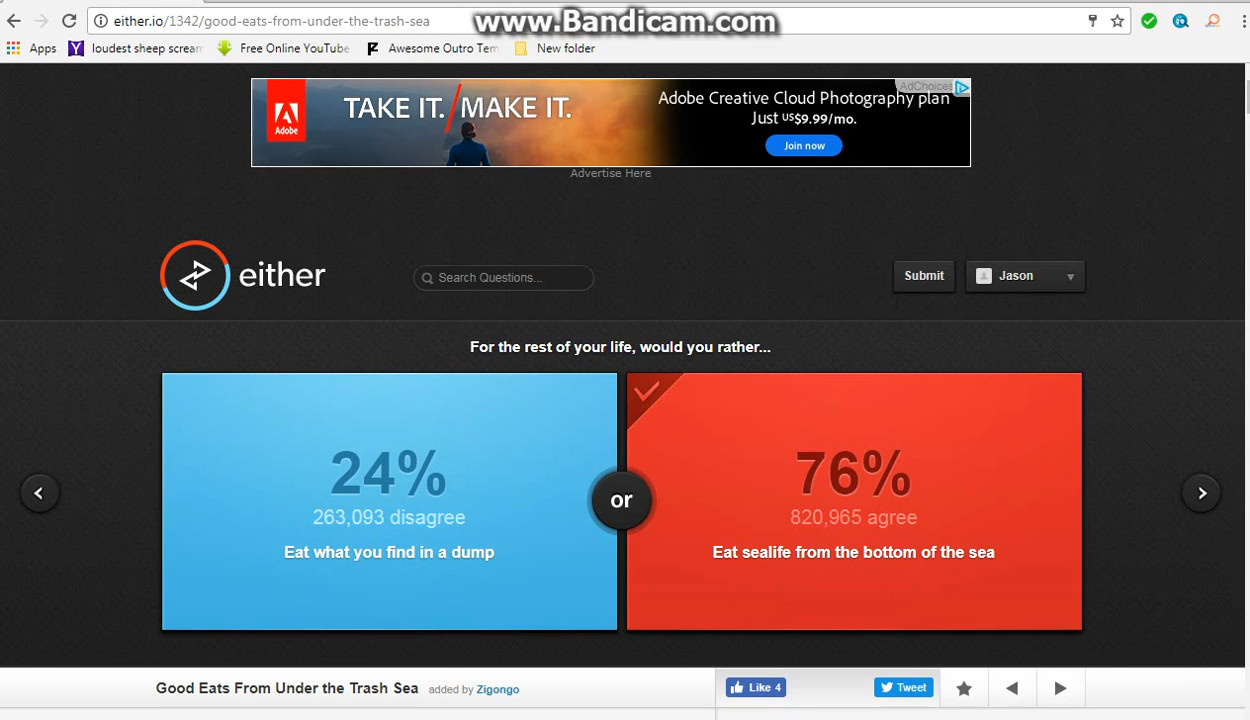 www.Bandicam.com
either.io/1342/good-eats-from-under-the-trash-sea
Apps loudest sheep scream Free Online YouTube Awesome Outro Tem New folder
AdChoices
Adobe
TAKE IT. / MAKE IT.
Adobe Creative Cloud Photography plan
Just US$9.99/mo.
Join now
Advertise Here
either
Search Questions...
Submit
Jason
For the rest of your life, would you rather...
24%
263,093 disagree
Eat what you find in a dump
or
76%
820,965 agree
Eat sealife from the bottom of the sea
Good Eats From Under the Trash Sea added by Zigongo
Like 4
Tweet